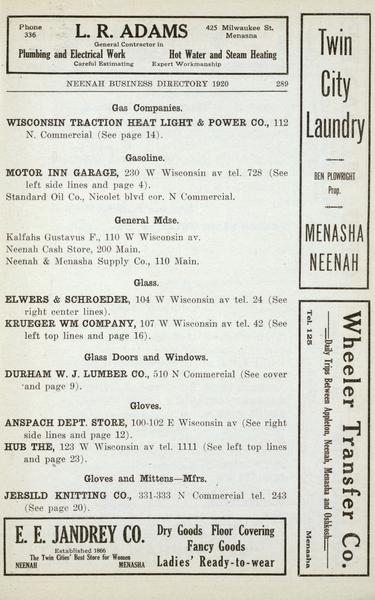 Phone 336
L. R. ADAMS
425 Milwaukee St. Menasha
General Contractor in
Plumbing and Electrical Work Hot Water and Steam Heating
Careful Estimating Expert Workmanship
NEENAH BUSINESS DIRECTORY 1920 289
Gas Companies.
WISCONSIN TRACTION HEAT LIGHT & POWER CO., 112
N. Commercial (See page 14).
Gasoline.
MOTOR INN GARAGE, 230 W Wisconsin av tel. 728 (See
left side lines and page 4).
Standard Oil Co., Nicolet blvd cor. N Commercial.
General Mdse.
Kalfahs Gustavus F., 110 W Wisconsin av.
Neenah Cash Store, 200 Main.
Neenah & Menasha Supply Co., 110 Main.
Glass.
ELWERS & SCHROEDER, 104 W Wisconsin av tel. 24 (See
right center lines).
KRUEGER WM COMPANY, 107 W Wisconsin av tel. 42 (See
left top lines and page 16).
Glass Doors and Windows.
DURHAM W. J. LUMBER CO., 510 N Commercial (See cover
and page 9).
Gloves.
ANSPACH DEPT. STORE, 100-102 E Wisconsin av (See right
side lines and page 12).
HUB THE, 123 W Wisconsin av tel. 1111 (See left top lines
and page 23).
Gloves and Mittens—Mfrs.
JERSILD KNITTING CO., 331-333 N Commercial tel. 243
(See page 20).
E. E. JANDREY CO.
Established 1866
The Twin Cities' Best Store for Women
NEENAH MENASHA
Dry Goods Floor Covering
Fancy Goods
Ladies' Ready-to-wear
Twin
City
Laundry
BEN PLOWRIGHT
Prop.
MENASHA
NEENAH
Wheeler Transfer Co.
Daily Trips Between Appleton, Neenah, Menasha and Oshkosh
Tel. 125 Menasha